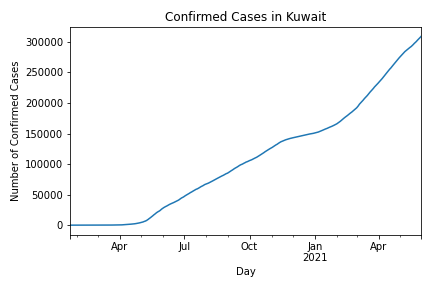 Confirmed Cases in Kuwait
300000
250000
200000
150000
100000
50000
0
Number of Confirmed Cases
Apr
Jul
Oct
Jan
2021
Apr
Day